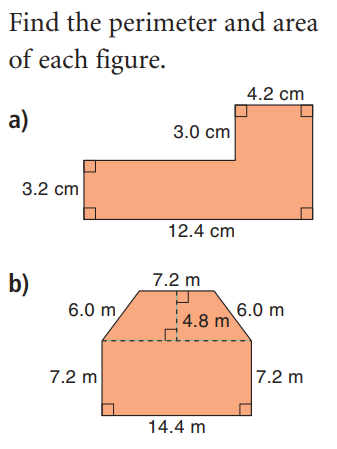 Find the perimeter and area
of each figure.
a)
4.2 cm
3.0 cm
3.2 cm
12.4 cm
b)
7.2 m
6.0 m
6.0 m
4.8 m
7.2 m
7.2 m
14.4 m